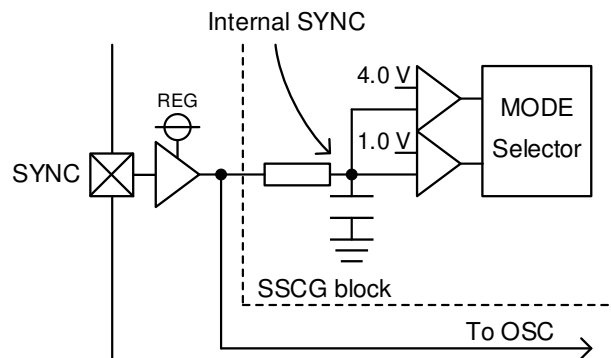 Internal SYNC
4.0 V
REG
MODE
Selector
1.0 V
SYNC
SSCG block
To OSC